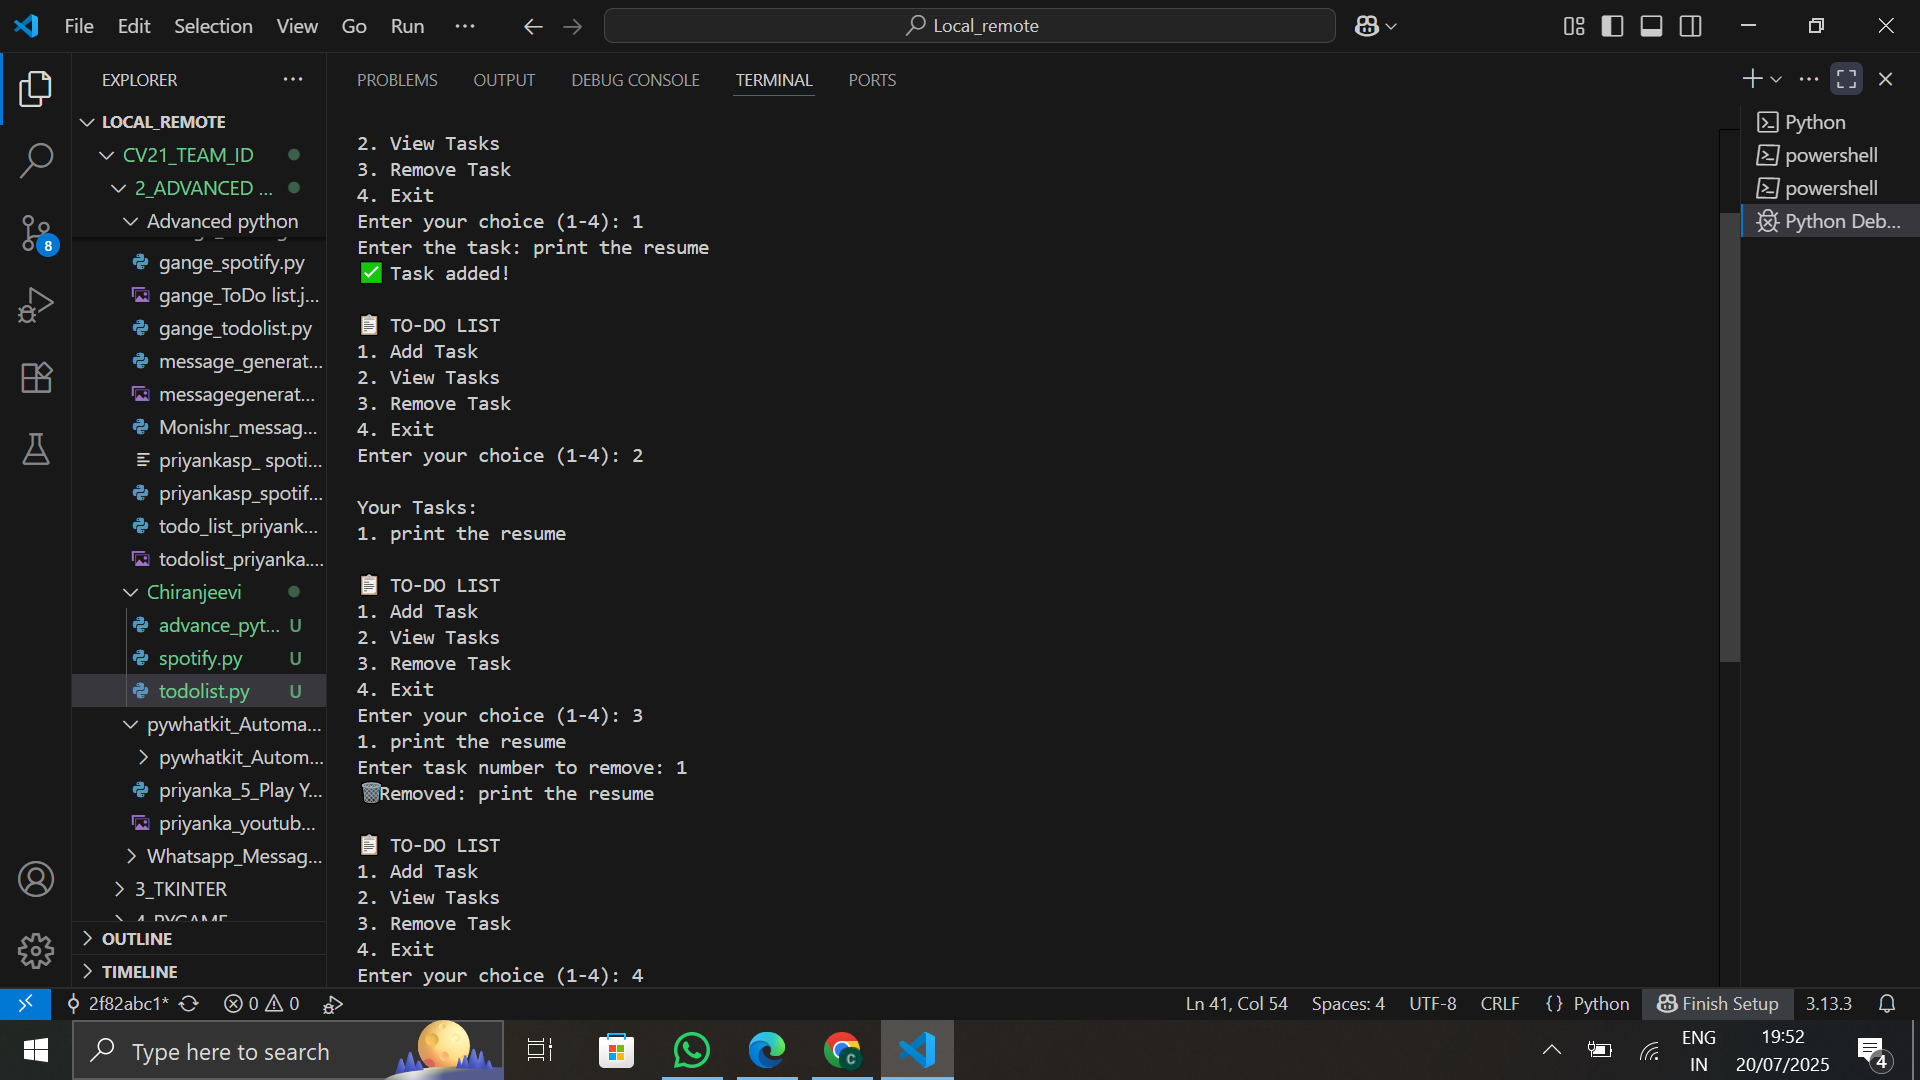 File Edit Selection View Go Run ...
Local_remote
EXPLORER
LOCAL_REMOTE
CV21_TEAM_ID
2_ADVANCED ...
Advanced python
gange_spotify.py
gange_ToDo list.j...
gange_todolist.py
message_generat...
messagegenerat...
Monishr_messag...
priyankasp_ spoti...
priyankasp_spotif...
todo_list_priyank...
todolist_priyanka....
Chiranjeevi
advance_pyt... U
spotify.py U
todolist.py U
pywhatkit_Automa...
pywhatkit_Autom...
priyanka_5_Play Y...
priyanka_youtub...
Whatsapp_Messag...
3_TKINTER
4_PYGAME
OUTLINE
TIMELINE
8
PROBLEMS OUTPUT DEBUG CONSOLE TERMINAL PORTS
2. View Tasks
3. Remove Task
4. Exit
Enter your choice (1-4): 1
Enter the task: print the resume
✅ Task added!
📋 TO-DO LIST
1. Add Task
2. View Tasks
3. Remove Task
4. Exit
Enter your choice (1-4): 2
Your Tasks:
1. print the resume
📋 TO-DO LIST
1. Add Task
2. View Tasks
3. Remove Task
4. Exit
Enter your choice (1-4): 3
1. print the resume
Enter task number to remove: 1
🗑️Removed: print the resume
📋 TO-DO LIST
1. Add Task
2. View Tasks
3. Remove Task
4. Exit
Enter your choice (1-4): 4
Python
powershell
powershell
Python Deb...
2f82abc1* 0 0
Ln 41, Col 54 Spaces: 4 UTF-8 CRLF {} Python Finish Setup 3.13.3
Type here to search
C
ENG
IN
19:52
20/07/2025
4